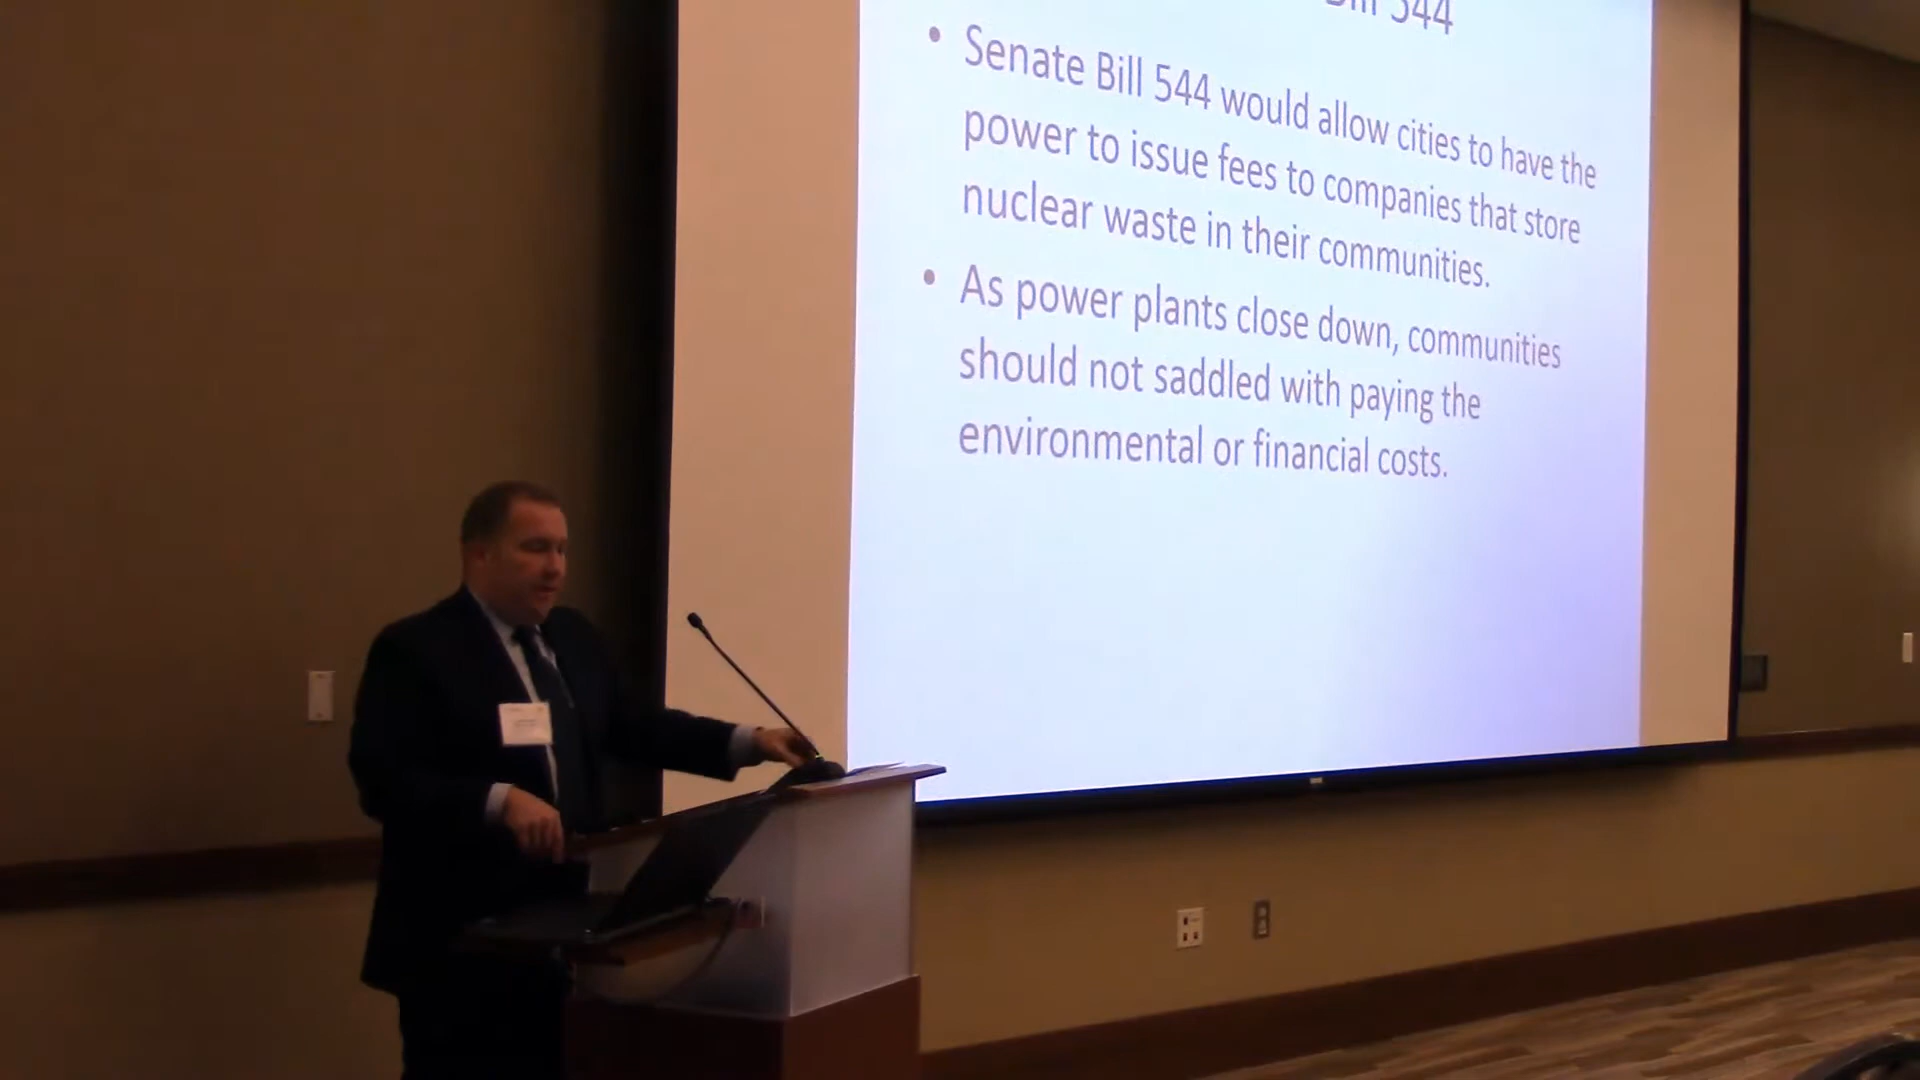 Bill 544
• Senate Bill 544 would allow cities to have the
power to issue fees to companies that store
nuclear waste in their communities.
• As power plants close down, communities
should not saddled with paying the
environmental or financial costs.